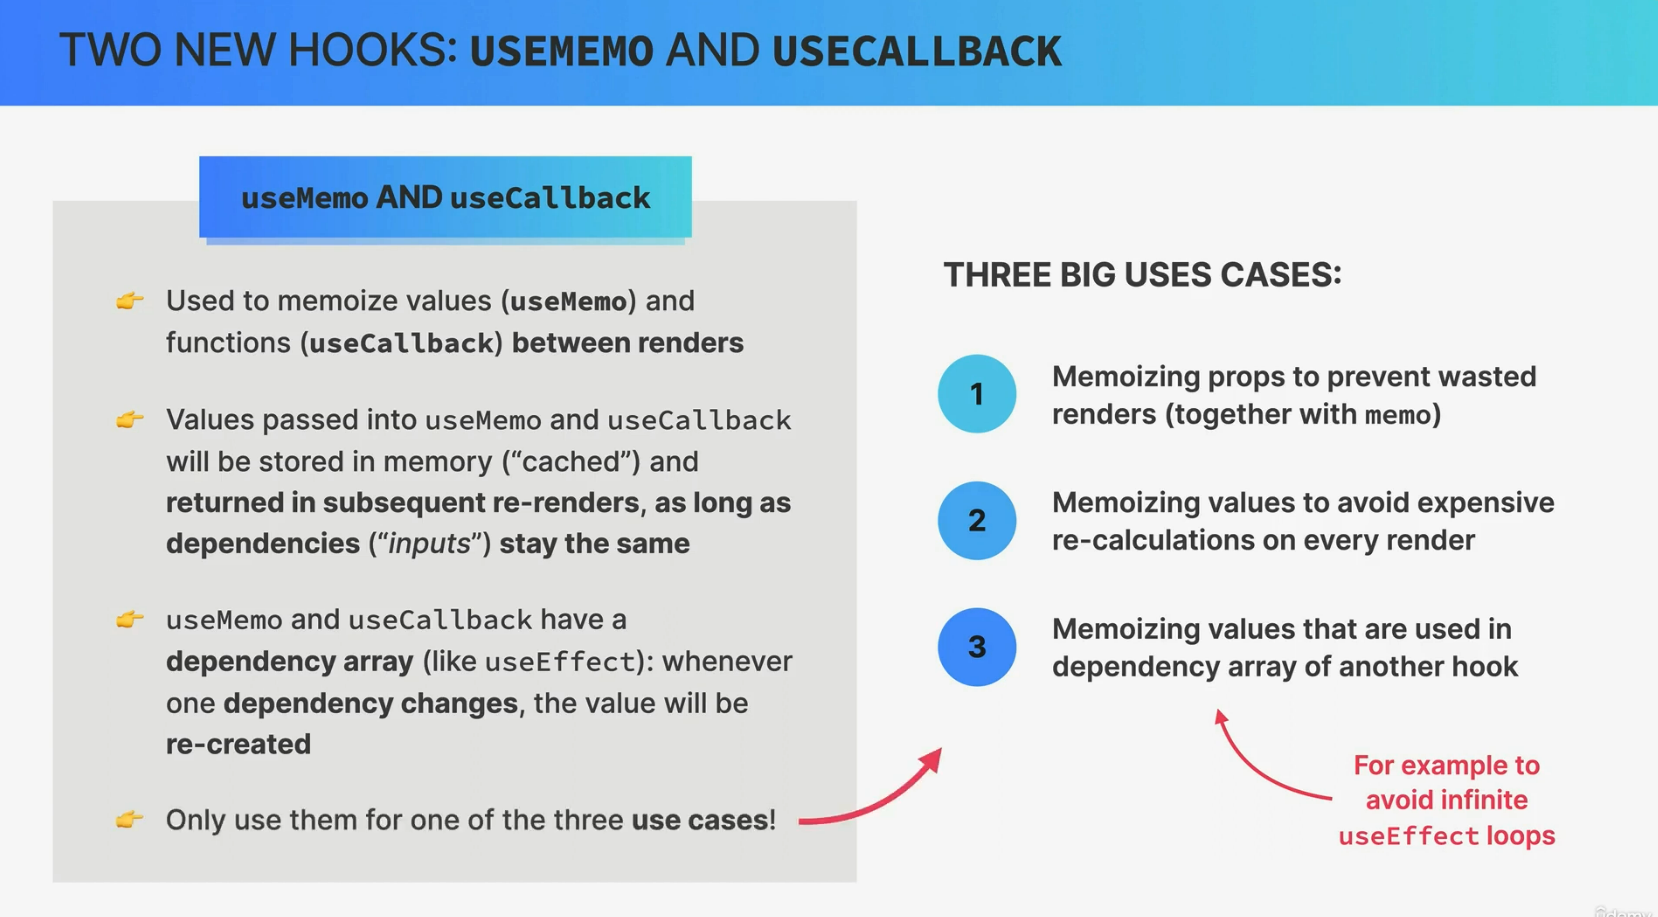 TWO NEW HOOKS: USEMEMO AND USECALLBACK
useMemo AND useCallback
Used to memoize values (useMemo) and
functions (useCallback) between renders
Values passed into useMemo and useCallback
will be stored in memory (“cached”) and
returned in subsequent re-renders, as long as
dependencies (“inputs”) stay the same
useMemo and useCallback have a
dependency array (like useEffect): whenever
one dependency changes, the value will be
re-created
Only use them for one of the three use cases!
THREE BIG USES CASES:
1
Memoizing props to prevent wasted
renders (together with memo)
2
Memoizing values to avoid expensive
re-calculations on every render
3
Memoizing values that are used in
dependency array of another hook
For example to
avoid infinite
useEffect loops